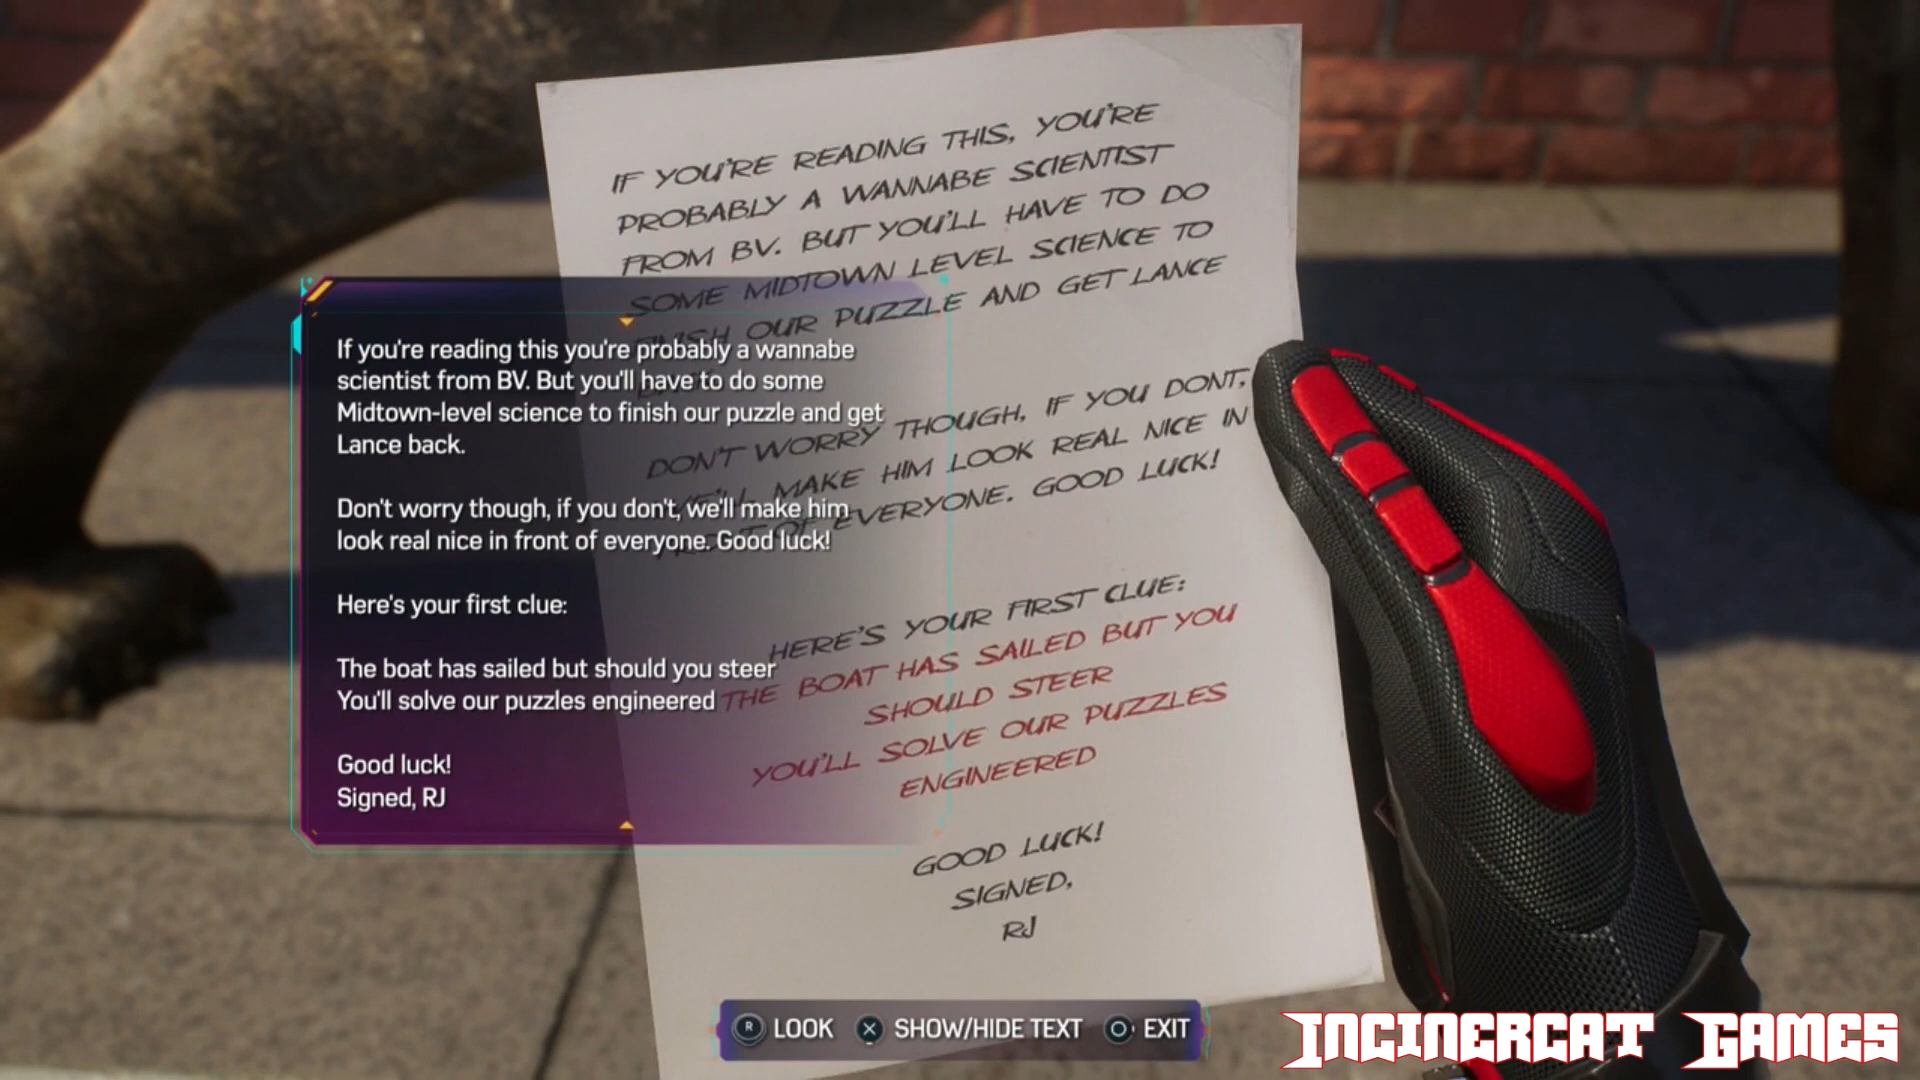 IF YOU'RE READING THIS, YOU'RE
PROBABLY A WANNABE SCIENTIST
FROM BV. BUT YOU'LL HAVE TO DO
SOME MIDTOWN LEVEL SCIENCE TO
FINISH OUR PUZZLE AND GET LANCE
BACK.
DON'T WORRY THOUGH, IF YOU DONT,
WE'LL MAKE HIM LOOK REAL NICE IN
OF EVERYONE. GOOD LUCK!
HERE'S YOUR FIRST CLUE:
THE BOAT HAS SAILED BUT YOU
SHOULD STEER
YOU'LL SOLVE OUR PUZZLES
ENGINEERED
GOOD LUCK!
SIGNED,
RJ
If you're reading this you're probably a wannabe
scientist from BV. But you'll have to do some
Midtown-level science to finish our puzzle and get
Lance back.
Don't worry though, if you don't, we'll make him
look real nice in front of everyone. Good luck!
Here's your first clue:
The boat has sailed but should you steer
You'll solve our puzzles engineered
Good luck!
Signed, RJ
R LOOK SHOW/HIDE TEXT EXIT
INCINERCAT GAMES